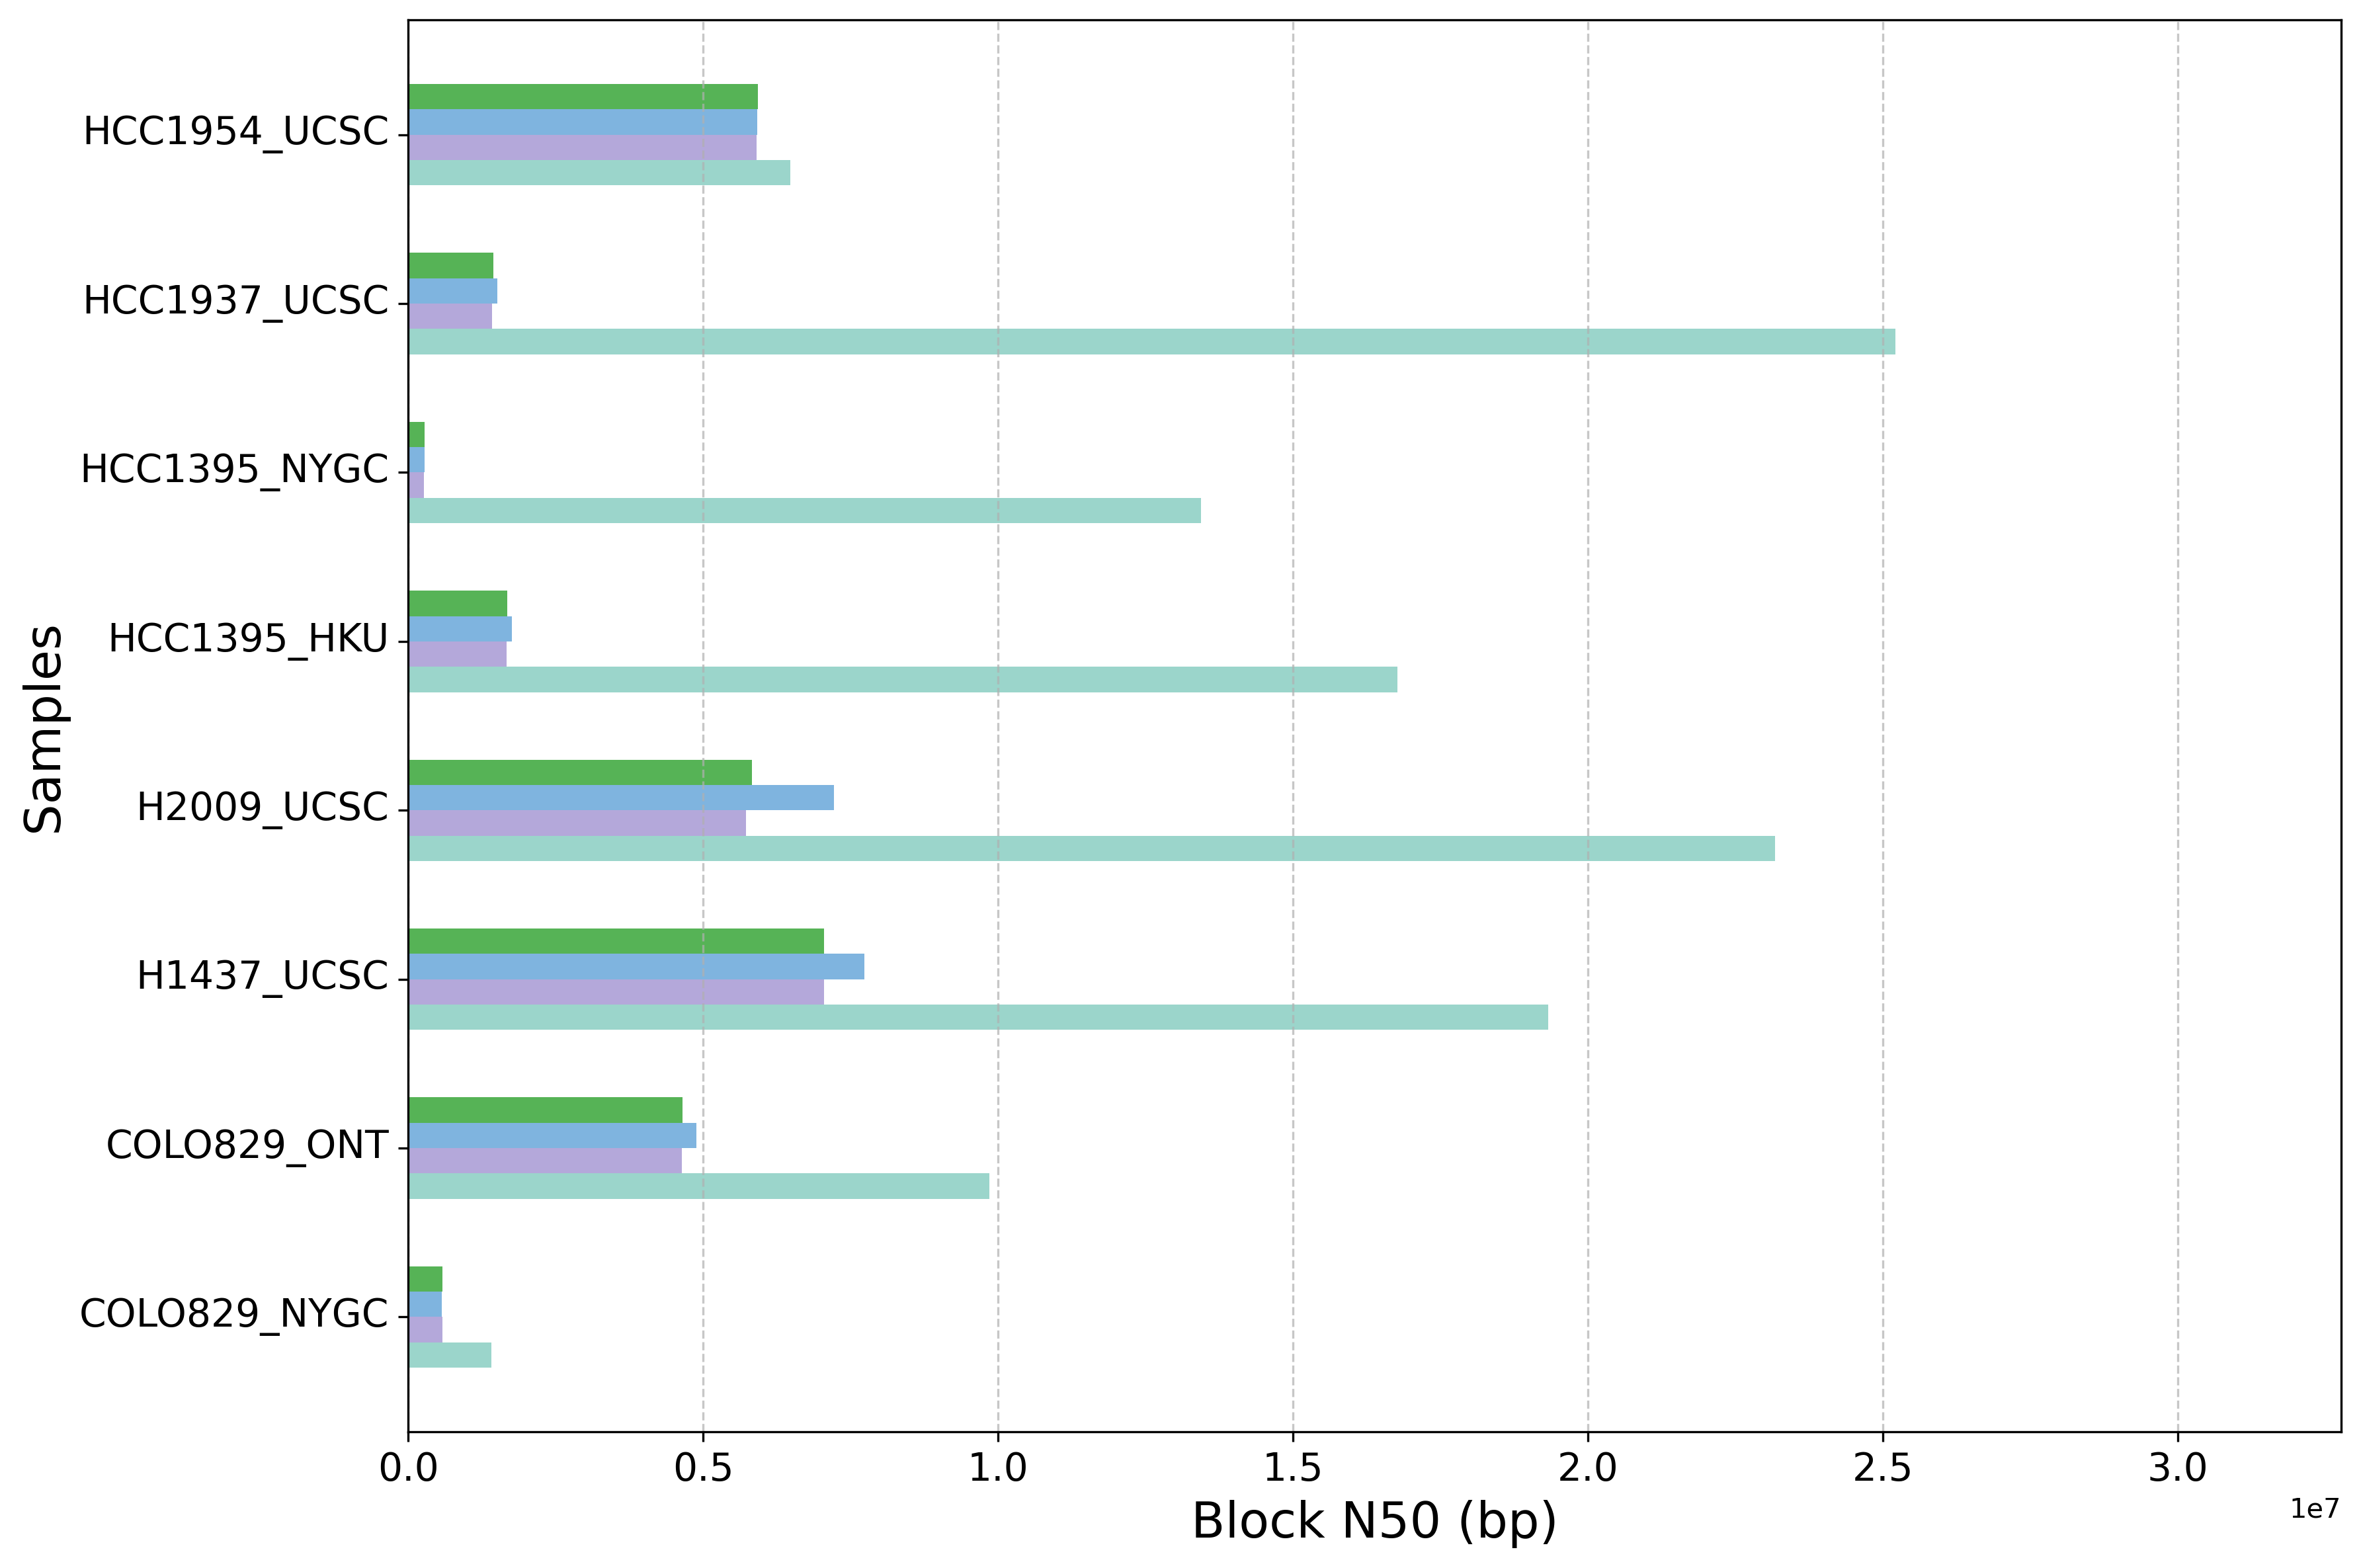 HCC1954_UCSC
HCC1937_UCSC
HCC1395_NYGC
HCC1395_HKU
H2009_UCSC
H1437_UCSC
COLO829_ONT
COLO829_NYGC
Samples
0.0 0.5 1.0 1.5 2.0 2.5 3.0
1e7
Block N50 (bp)